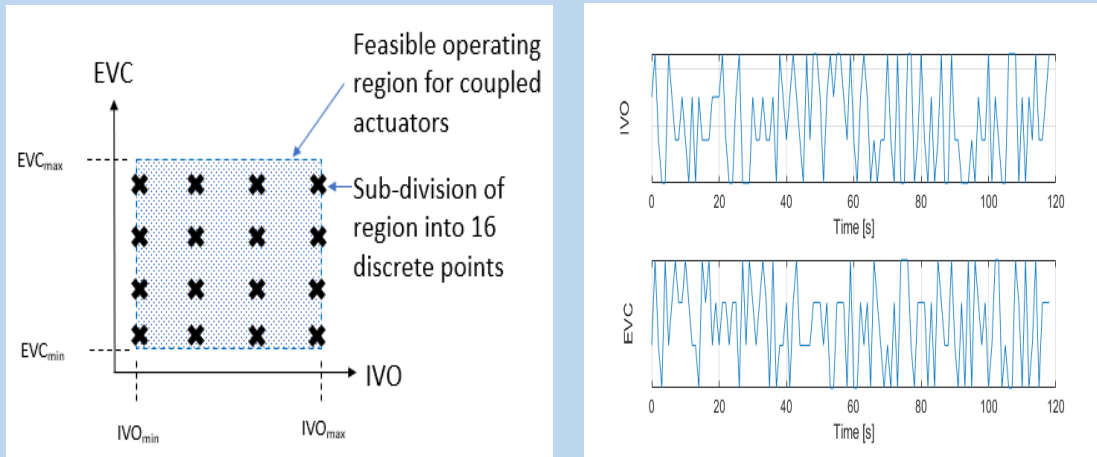 EVC
Feasible operating
region for coupled
actuators
EVCmax
Sub-division of
region into 16
discrete points
EVCmin
IVO
IVOmin
IVOmax
IVO
0 20 40 60 80 100 120
Time [s]
EVC
0 20 40 60 80 100 120
Time [s]